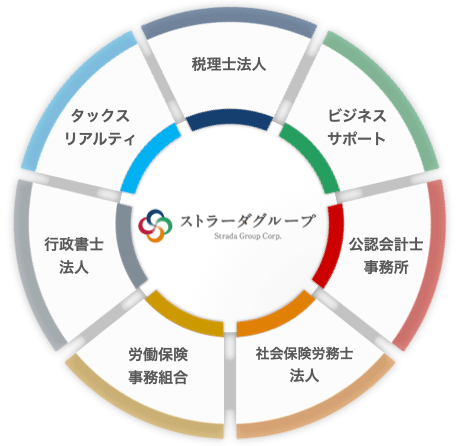 税理士法人
ビジネス
サポート
公認会計士
事務所
社会保険労務士
法人
労働保険
事務組合
行政書士
法人
タックス
リアルティ
ストラーダグループ
Strada Group Corp.